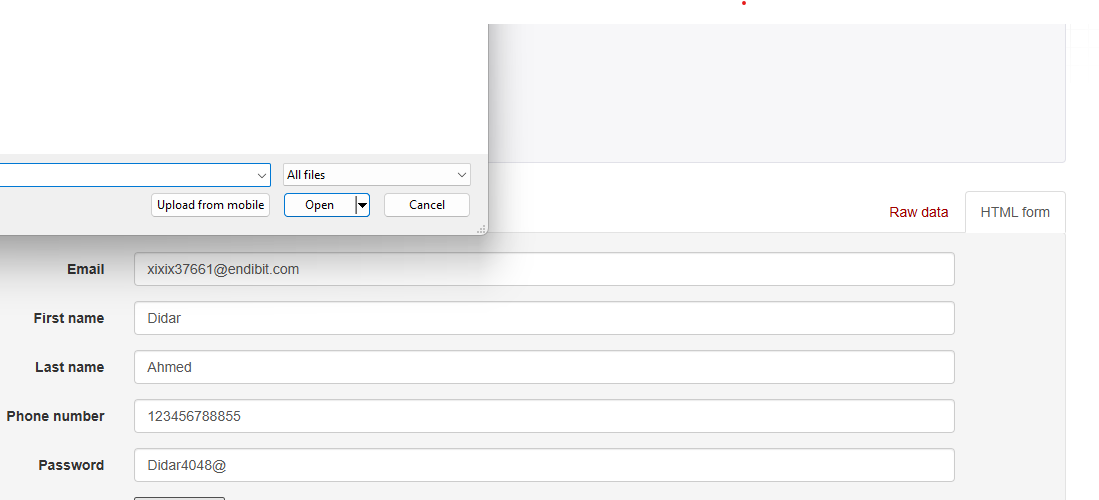 All files
Upload from mobile
Open
Cancel
Raw data
HTML form
Email
xixix37661@endibit.com
First name
Didar
Last name
Ahmed
Phone number
123456788855
Password
Didar4048@